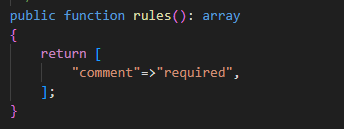 public function rules(): array
{
    return [
        "comment"=>"required",
    ];
}